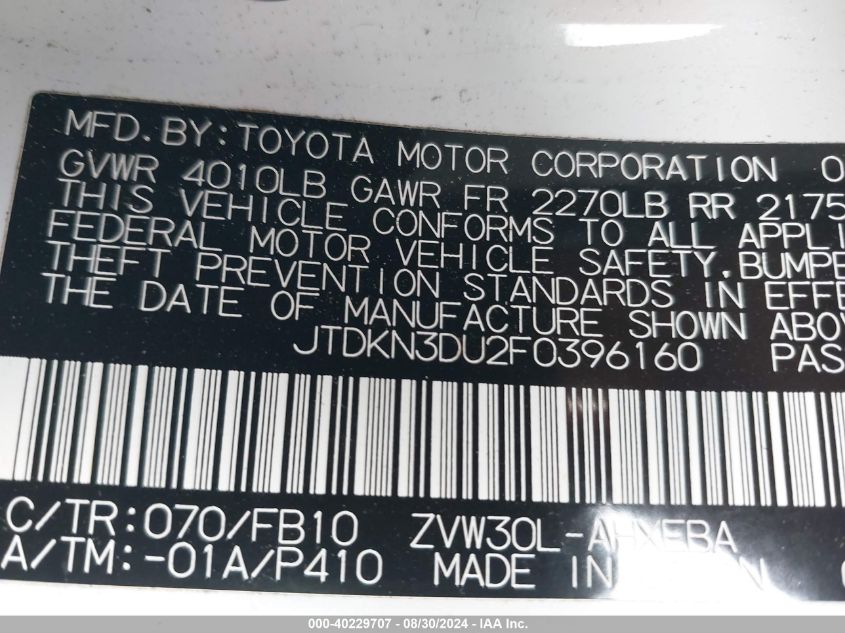 MFD.BY:TOYOTA MOTOR CORPORATION 0
GVWR 4010LB GAWR FR 2270LB RR 2175
THIS VEHICLE CONFORMS TO ALL APPLI
FEDERAL MOTOR VEHICLE SAFETY,BUMPE
THEFT PREVENTION STANDARDS IN EFFE
THE DATE OF MANUFACTURE SHOWN ABOV
JTDKN3DU2F0396160 PAS
C/TR:070/FB10 ZVW30L-AHXEBA
A/TM:-01A/P410 MADE IN
000-40229707 - 08/30/2024 - IAA Inc.